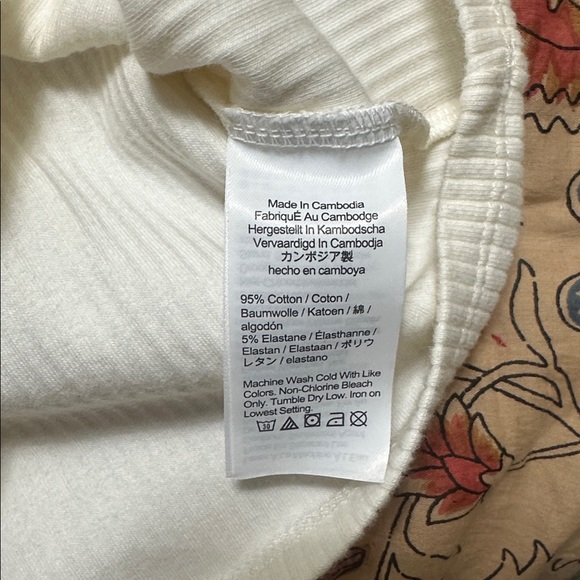 Made In Cambodia
FabriquÉ Au Cambodge
Hergestellt In Kambodscha
Vervaardigd In Cambodja
カンボジア製
hecho en camboya
95% Cotton / Coton /
Baumwolle / Katoen / 綿 /
algodón
5% Elastane / Élasthanne /
Elastan / Elastaan / ポリウ
レタン / elastano
Machine Wash Cold With Like
Colors. Non-Chlorine Bleach
Only. Tumble Dry Low. Iron on
Lowest Setting.
30